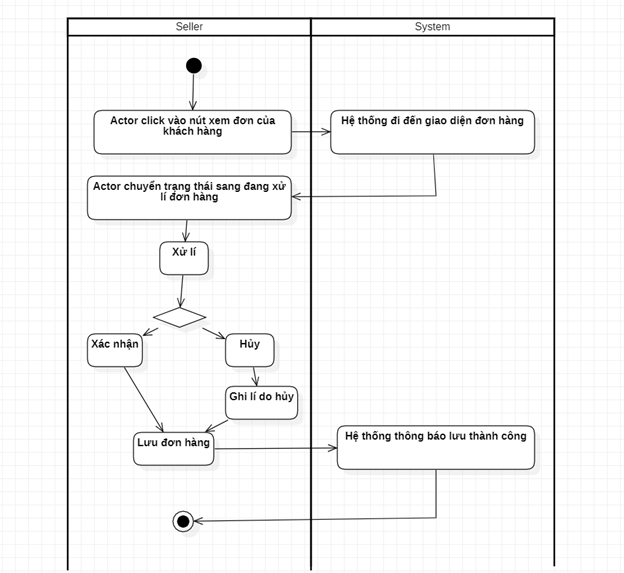 Seller
System
Actor click vào nút xem đơn của
khách hàng
Hệ thống đi đến giao diện đơn hàng
Actor chuyển trạng thái sang đang xử
lí đơn hàng
Xử lí
Xác nhận
Hủy
Ghi lí do hủy
Lưu đơn hàng
Hệ thống thông báo lưu thành công